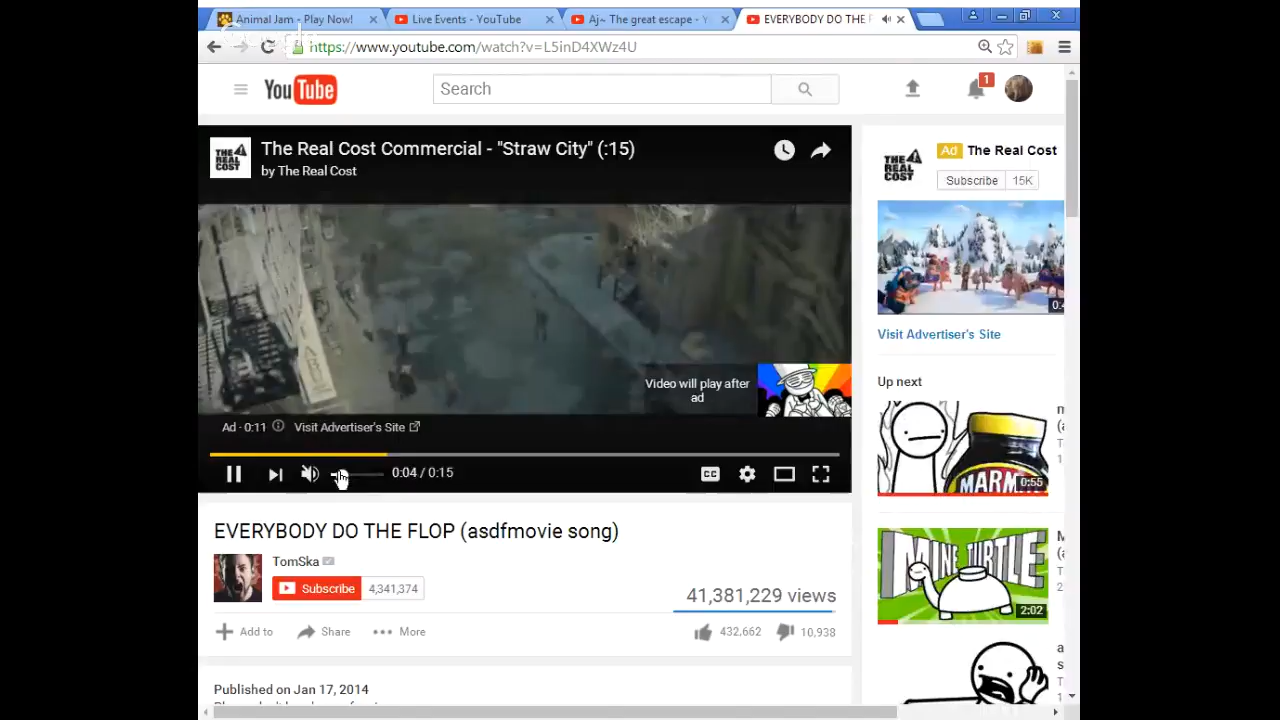 Animal Jam - Play Now!
Live Events - YouTube
Aj~ The great escape - Y
EVERYBODY DO THE F
https://www.youtube.com/watch?v=L5inD4XWz4U
YouTube
Search
1
THE REAL COST
The Real Cost Commercial - "Straw City" (:15)
by The Real Cost
Video will play after
ad
Ad · 0:11
Visit Advertiser's Site
0:04 / 0:15
CC
THE REAL COST
Ad The Real Cost
Subscribe 15K
Visit Advertiser's Site
Up next
MARM
0:55
MINE TURTLE
2:02
EVERYBODY DO THE FLOP (asdfmovie song)
TomSka
Subscribe 4,341,374
41,381,229 views
Add to
Share
More
432,662
10,938
Published on Jan 17, 2014